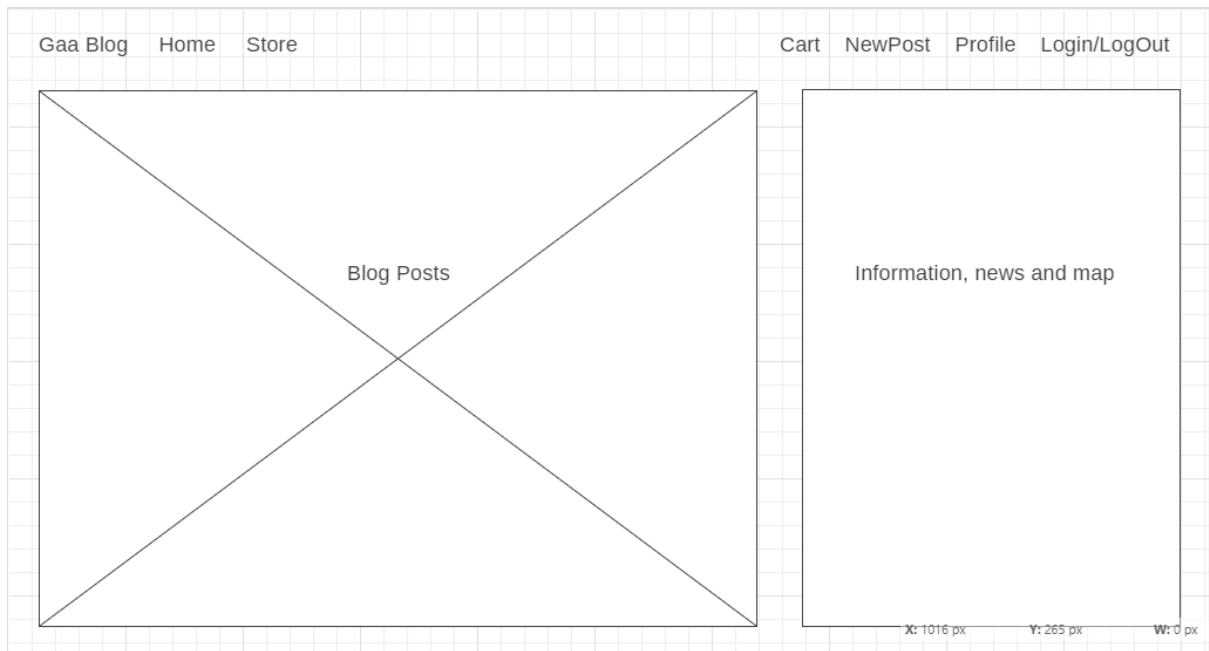 Gaa Blog Home Store Cart NewPost Profile Login/LogOut
Blog Posts
Information, news and map
X: 1016 px Y: 265 px W: 0 px